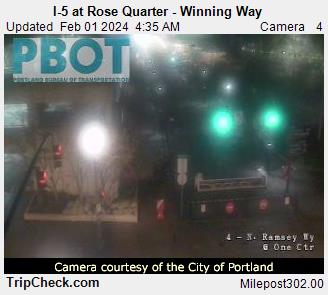 I-5 at Rose Quarter - Winning Way
Updated Feb 01 2024 4:35 AM Camera 4
PBOT
PORTLAND BUREAU OF TRANSPORTATION
4 - N. Ramsey Wy
@ One Ctr
Camera courtesy of the City of Portland
TripCheck.com Milepost302.00